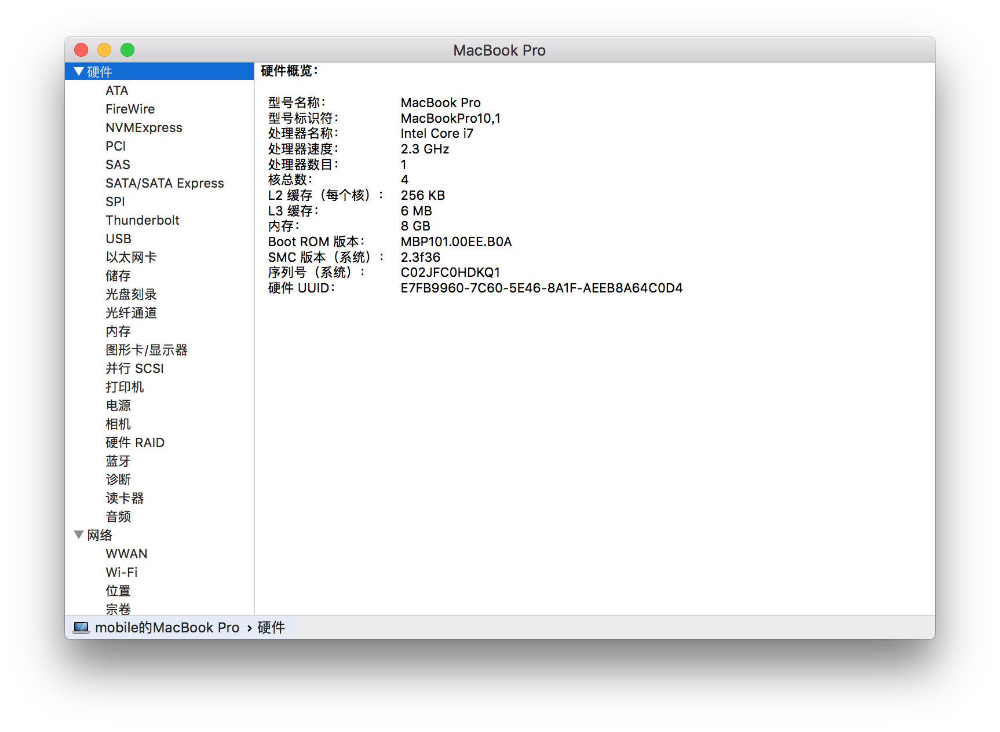 MacBook Pro
硬件
ATA
FireWire
NVMExpress
PCI
SAS
SATA/SATA Express
SPI
Thunderbolt
USB
以太网卡
储存
光盘刻录
光纤通道
内存
图形卡/显示器
并行 SCSI
打印机
电源
相机
硬件 RAID
蓝牙
诊断
读卡器
音频
网络
WWAN
Wi-Fi
位置
宗卷
硬件概览：
型号名称： MacBook Pro
型号标识符： MacBookPro10,1
处理器名称： Intel Core i7
处理器速度： 2.3 GHz
处理器数目： 1
核总数： 4
L2 缓存（每个核）： 256 KB
L3 缓存： 6 MB
内存： 8 GB
Boot ROM 版本： MBP101.00EE.B0A
SMC 版本（系统）： 2.3f36
序列号（系统）： C02JFC0HDKQ1
硬件 UUID： E7FB9960-7C60-5E46-8A1F-AEEB8A64C0D4
mobile的MacBook Pro › 硬件